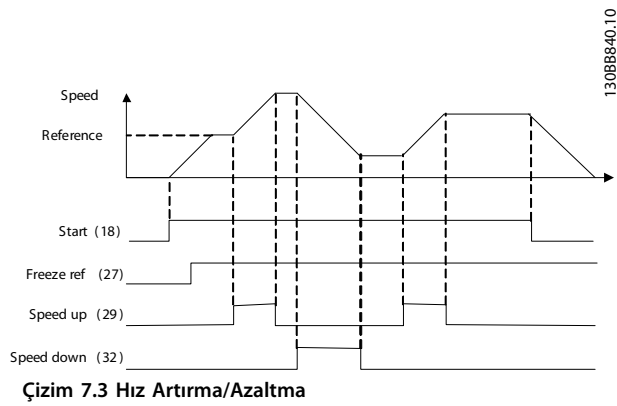 130BB840.10
Speed
Reference
Start (18)
Freeze ref (27)
Speed up (29)
Speed down (32)
Çizim 7.3 Hız Artırma/Azaltma